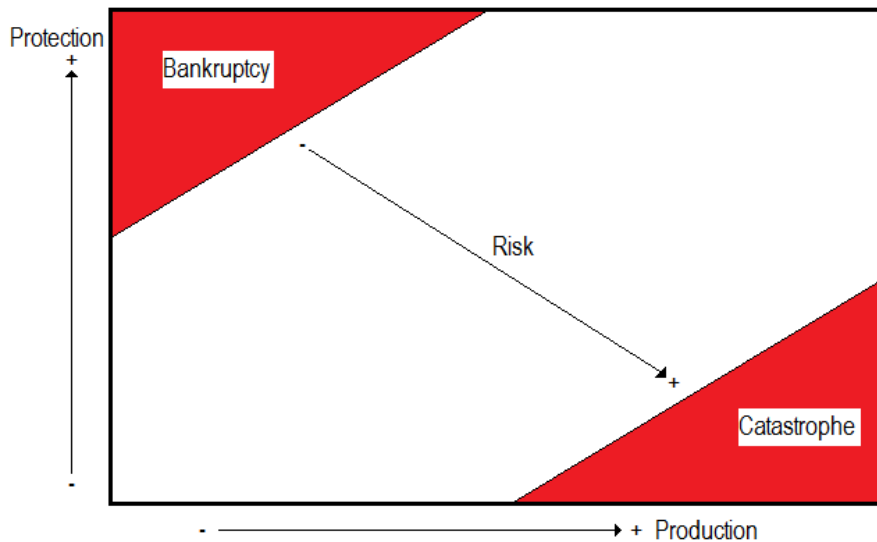 Protection
+
Bankruptcy
-
Risk
+
Catastrophe
-
- + Production